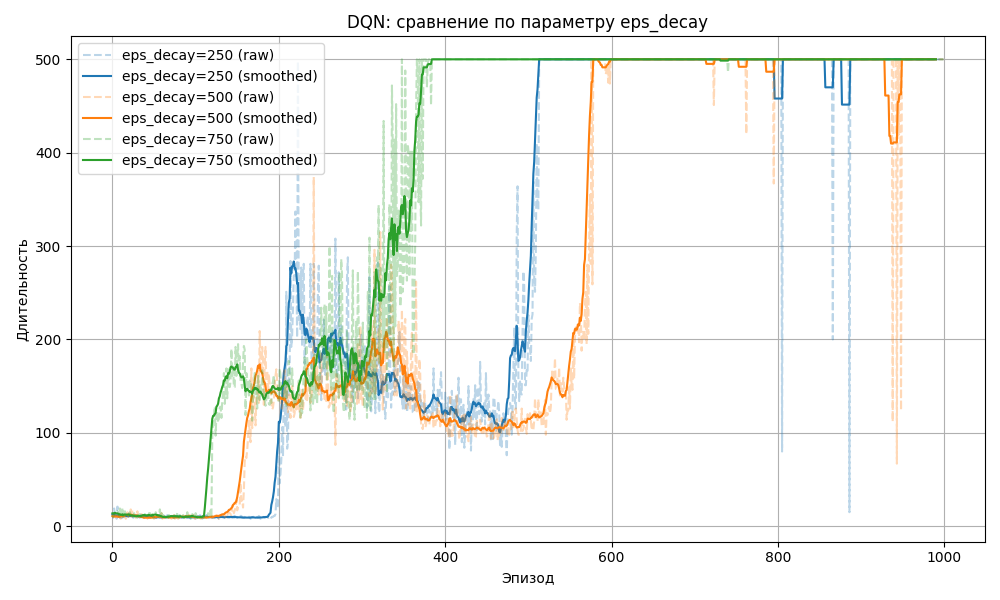 DQN: сравнение по параметру eps_decay
eps_decay=250 (raw)
eps_decay=250 (smoothed)
eps_decay=500 (raw)
eps_decay=500 (smoothed)
eps_decay=750 (raw)
eps_decay=750 (smoothed)
Длительность
500
400
300
200
100
0
0 200 400 600 800 1000
Эпизод